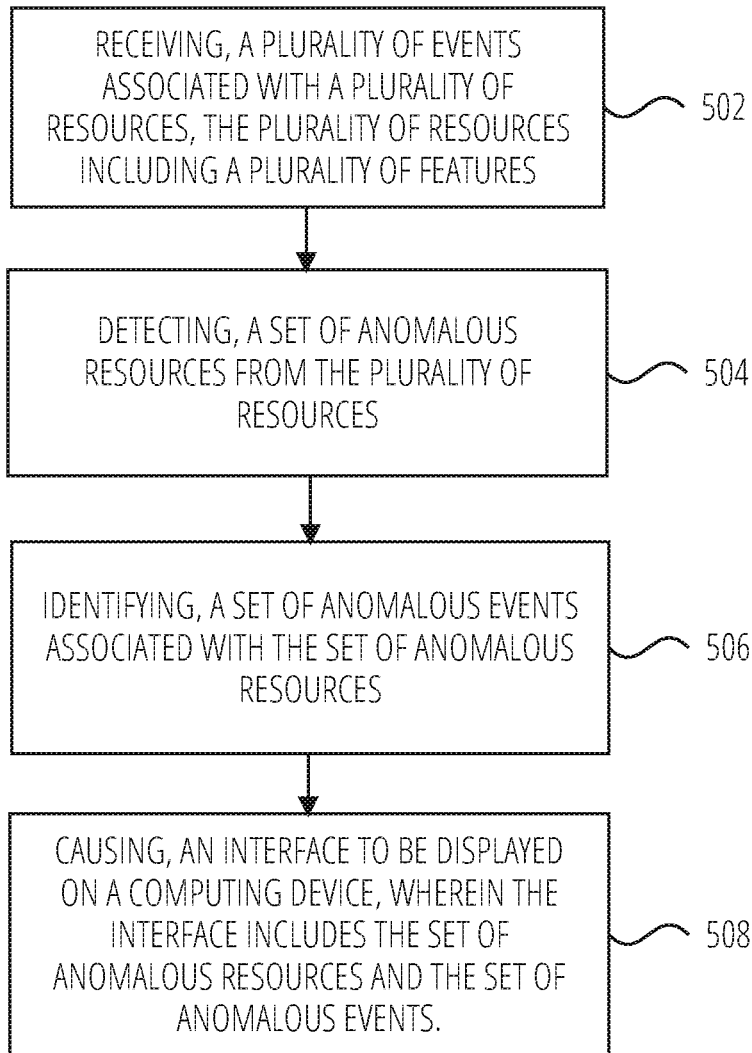 RECEIVING, A PLURALITY OF EVENTS
ASSOCIATED WITH A PLURALITY OF
RESOURCES, THE PLURALITY OF RESOURCES
INCLUDING A PLURALITY OF FEATURES
502
DETECTING, A SET OF ANOMALOUS
RESOURCES FROM THE PLURALITY OF
RESOURCES
504
IDENTIFYING, A SET OF ANOMALOUS EVENTS
ASSOCIATED WITH THE SET OF ANOMALOUS
RESOURCES
506
CAUSING, AN INTERFACE TO BE DISPLAYED
ON A COMPUTING DEVICE, WHEREIN THE
INTERFACE INCLUDES THE SET OF
ANOMALOUS RESOURCES AND THE SET OF
ANOMALOUS EVENTS.
508